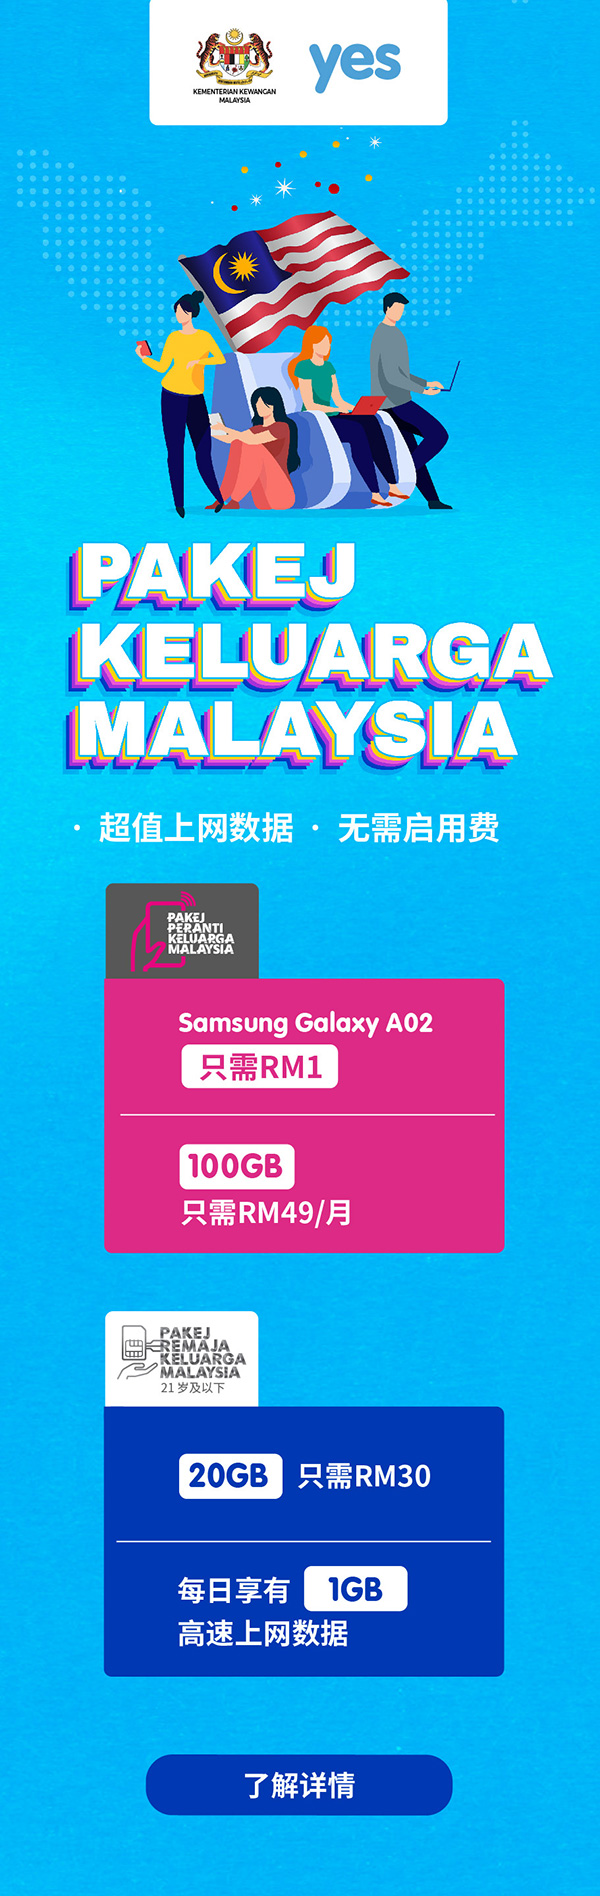 KEMENTERIAN KEWANGAN
MALAYSIA
yes
PAKEJ
KELUARGA
MALAYSIA
· 超值上网数据 · 无需启用费
PAKEJ
PERANTI
KELUARGA
MALAYSIA
Samsung Galaxy A02
只需RM1
100GB
只需RM49/月
PAKEJ
REMAJA
KELUARGA
MALAYSIA
21 岁及以下
20GB 只需RM30
每日享有 1GB
高速上网数据
了解详情